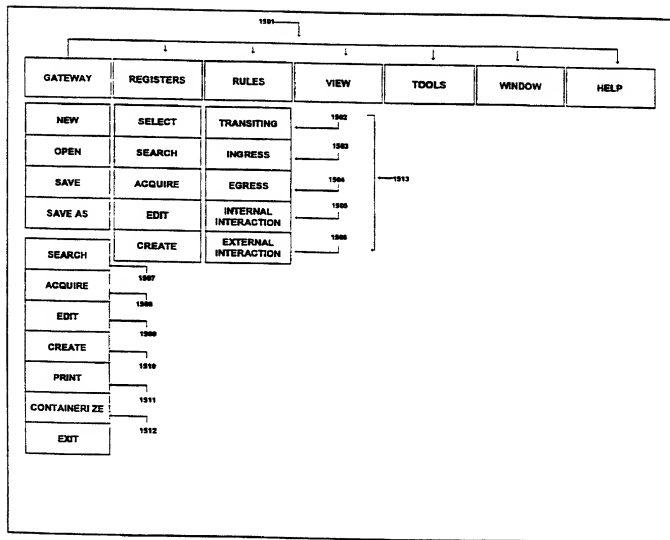 1501
GATEWAY REGISTERS RULES VIEW TOOLS WINDOW HELP
NEW SELECT TRANSITING 1502
OPEN SEARCH INGRESS 1503
SAVE ACQUIRE EGRESS 1504 1513
SAVE AS EDIT INTERNAL INTERACTION 1505
CREATE EXTERNAL INTERACTION 1506
SEARCH
1507
ACQUIRE
1508
EDIT
1509
CREATE
1510
PRINT
1511
CONTAINERIZE
1512
EXIT